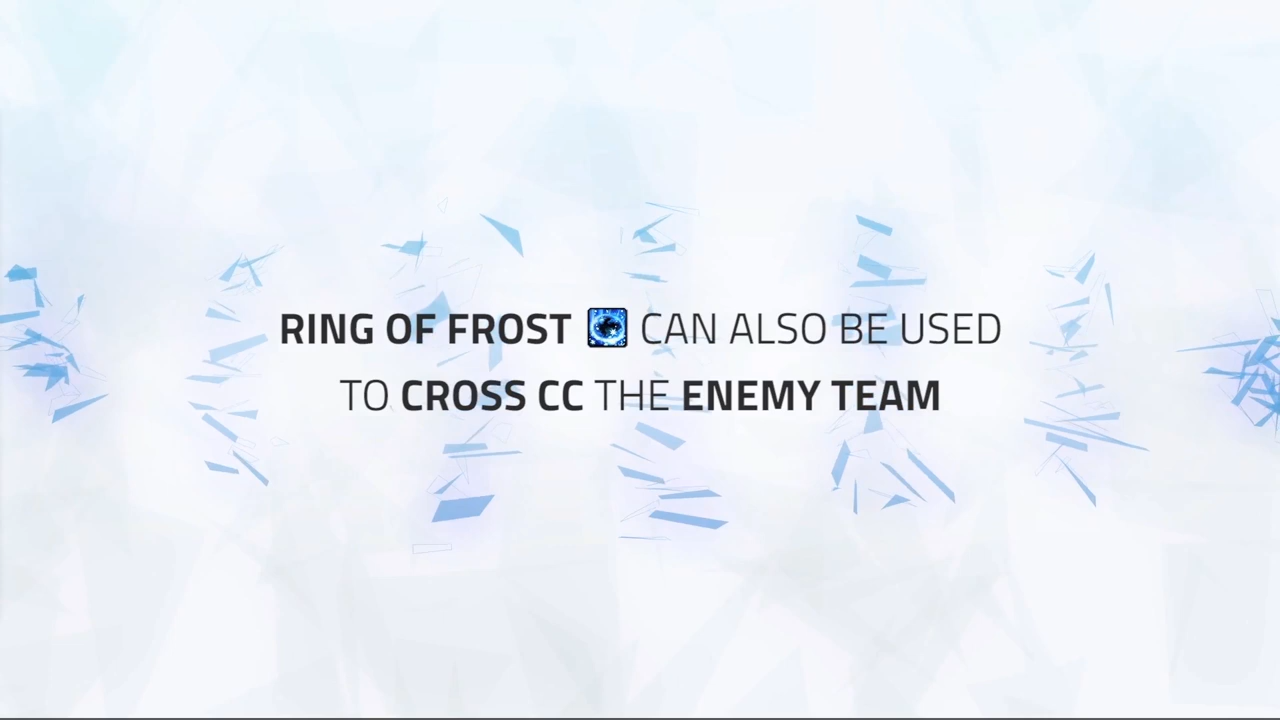 RING OF FROST CAN ALSO BE USED
TO CROSS CC THE ENEMY TEAM